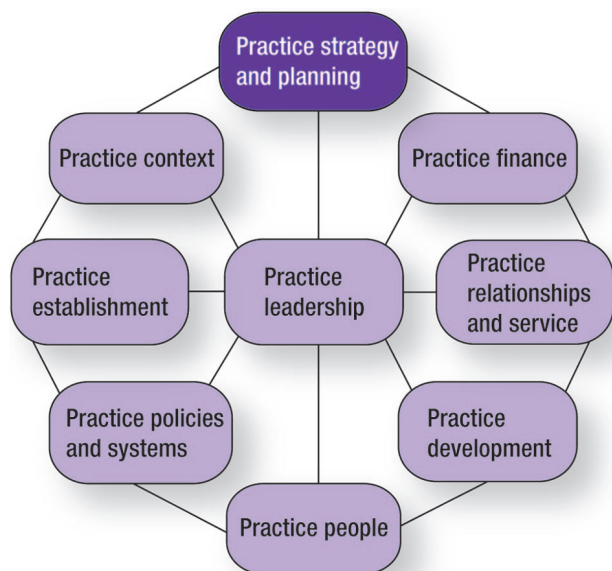 Practice strategy
and planning
Practice context
Practice finance
Practice
establishment
Practice
leadership
Practice
relationships
and service
Practice policies
and systems
Practice
development
Practice people